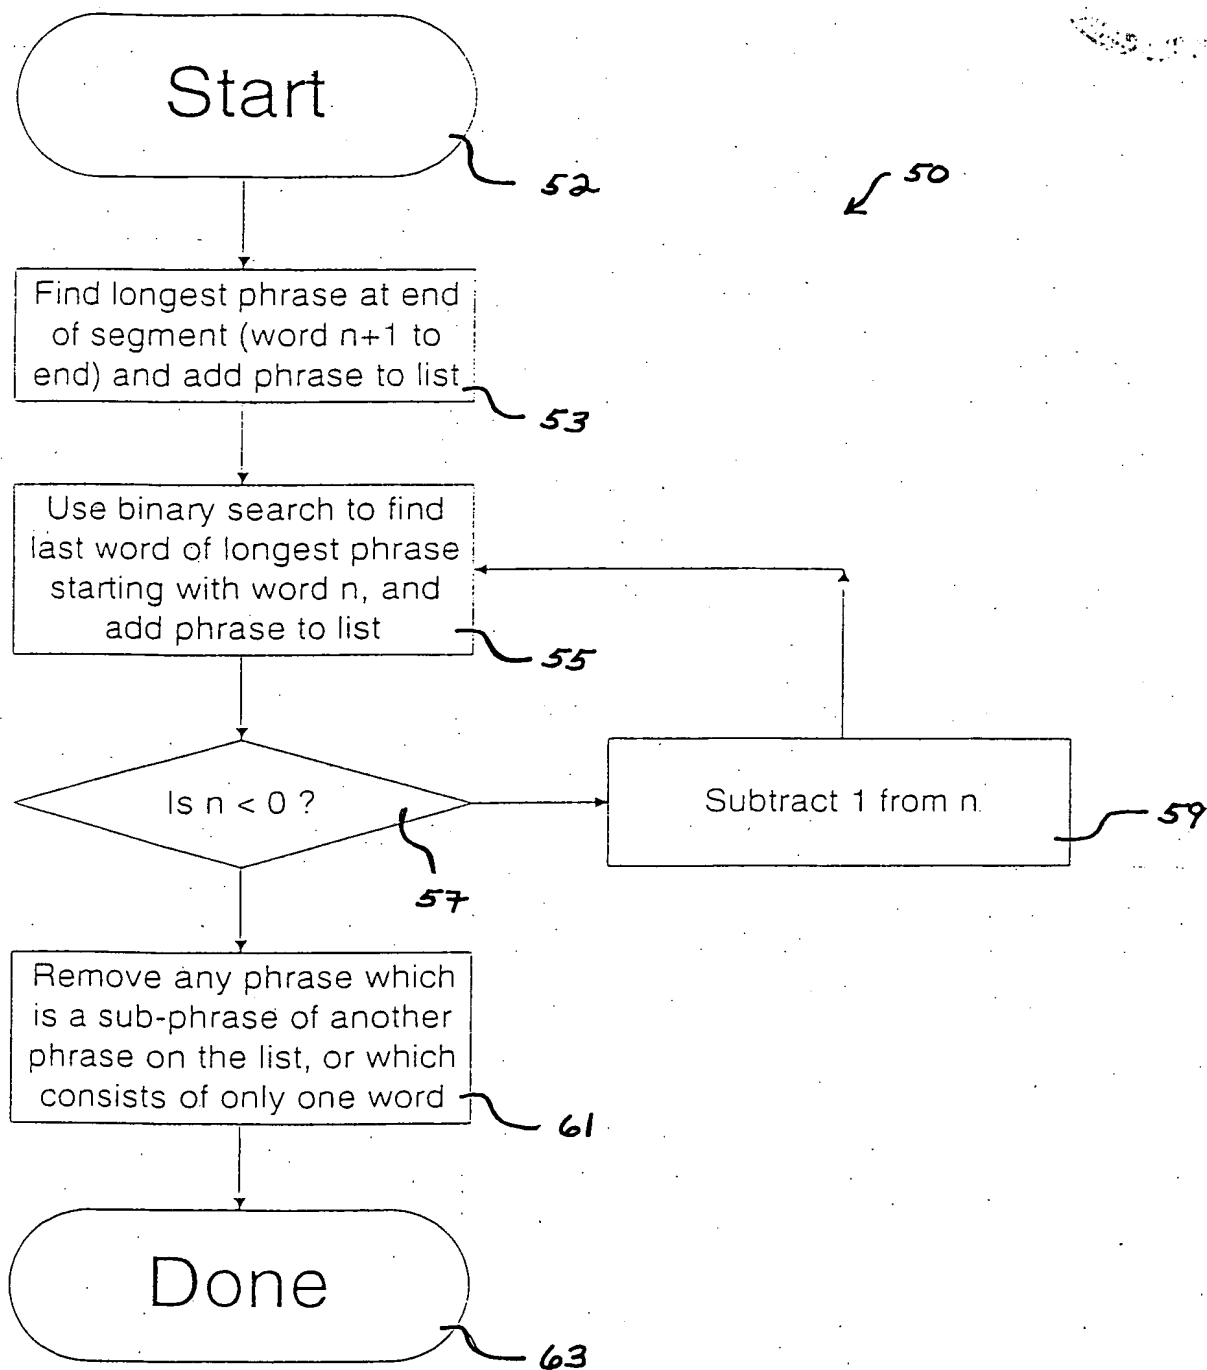 Start
52
50
Find longest phrase at end
of segment (word n+1 to
end) and add phrase to list
53
Use binary search to find
last word of longest phrase
starting with word n, and
add phrase to list
55
Is n < 0 ?
57
Subtract 1 from n
59
Remove any phrase which
is a sub-phrase of another
phrase on the list, or which
consists of only one word
61
Done
63